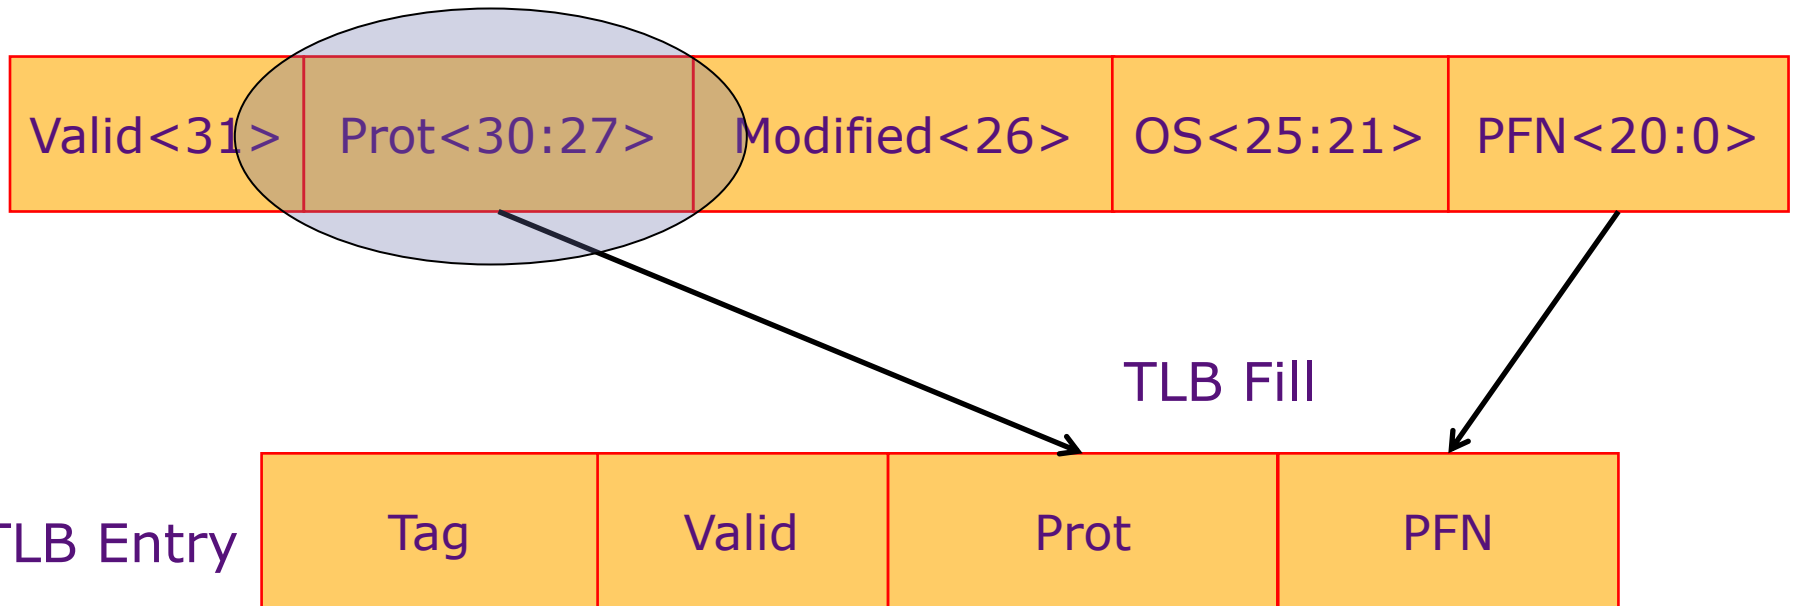 Valid<31> Prot<30:27> Modified<26> OS<25:21> PFN<20:0>
TLB Fill
TLB Entry Tag Valid Prot PFN